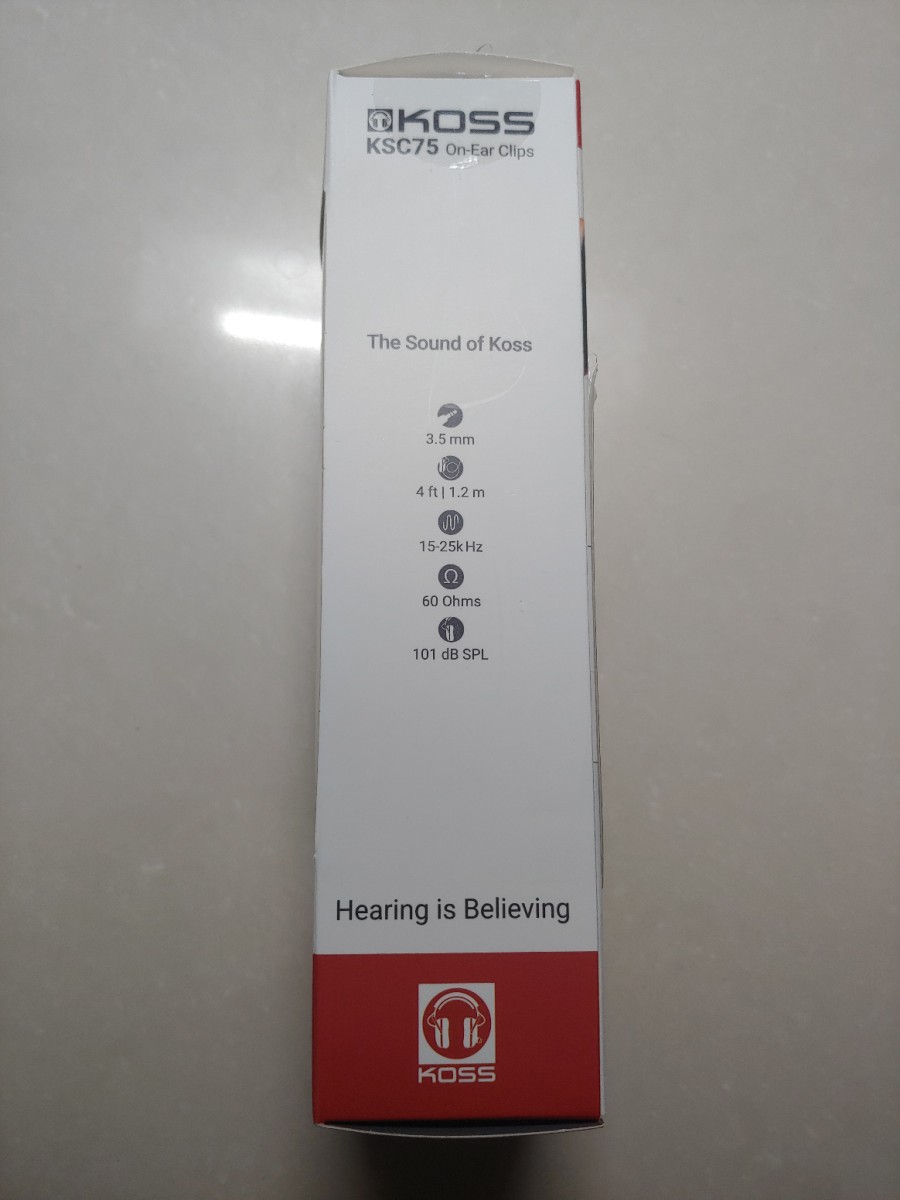 KOSS
KSC75 On-Ear Clips
The Sound of Koss
3.5 mm
4 ft | 1.2 m
15-25kHz
Ω
60 Ohms
101 dB SPL
Hearing is Believing
KOSS